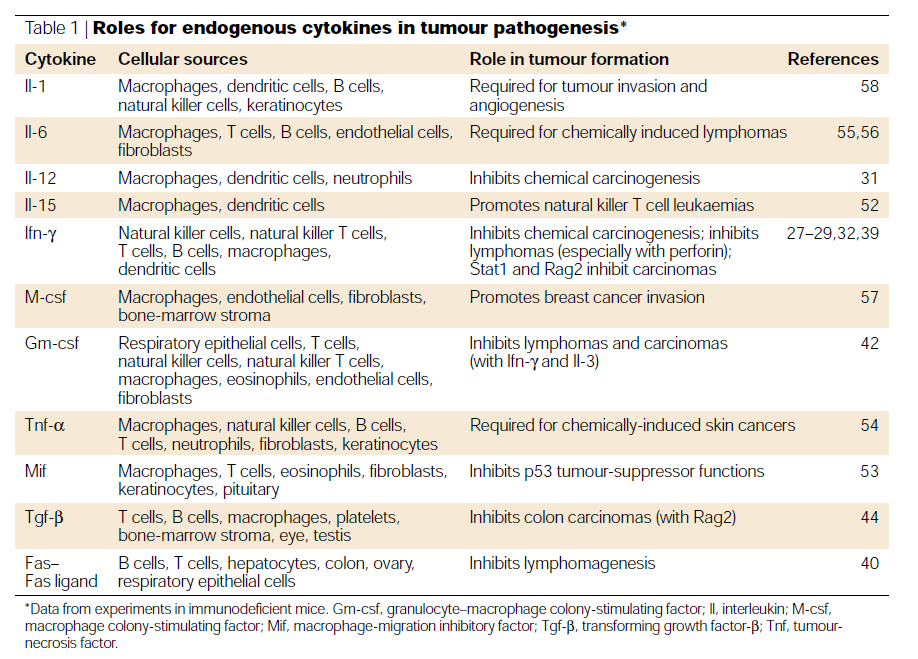 Table 1 | Roles for endogenous cytokines in tumour pathogenesis*
Cytokine Cellular sources Role in tumour formation References
Il-1 Macrophages, dendritic cells, B cells, Required for tumour invasion and 58
natural killer cells, keratinocytes angiogenesis
Il-6 Macrophages, T cells, B cells, endothelial cells, Required for chemically induced lymphomas 55,56
fibroblasts
Il-12 Macrophages, dendritic cells, neutrophils Inhibits chemical carcinogenesis 31
Il-15 Macrophages, dendritic cells Promotes natural killer T cell leukaemias 52
Ifn-γ Natural killer cells, natural killer T cells, Inhibits chemical carcinogenesis; inhibits 27–29,32,39
T cells, B cells, macrophages, lymphomas (especially with perforin);
dendritic cells Stat1 and Rag2 inhibit carcinomas
M-csf Macrophages, endothelial cells, fibroblasts, Promotes breast cancer invasion 57
bone-marrow stroma
Gm-csf Respiratory epithelial cells, T cells, Inhibits lymphomas and carcinomas 42
natural killer cells, natural killer T cells, (with Ifn-γ and Il-3)
macrophages, eosinophils, endothelial cells,
fibroblasts
Tnf-α Macrophages, natural killer cells, B cells, Required for chemically-induced skin cancers 54
T cells, neutrophils, fibroblasts, keratinocytes
Mif Macrophages, T cells, eosinophils, fibroblasts, Inhibits p53 tumour-suppressor functions 53
keratinocytes, pituitary
Tgf-β T cells, B cells, macrophages, platelets, Inhibits colon carcinomas (with Rag2) 44
bone-marrow stroma, eye, testis
Fas– B cells, T cells, hepatocytes, colon, ovary, Inhibits lymphomagenesis 40
Fas ligand respiratory epithelial cells
*Data from experiments in immunodeficient mice. Gm-csf, granulocyte–macrophage colony-stimulating factor; Il, interleukin; M-csf,
macrophage colony-stimulating factor; Mif, macrophage-migration inhibitory factor; Tgf-β, transforming growth factor-β; Tnf, tumour-
necrosis factor.